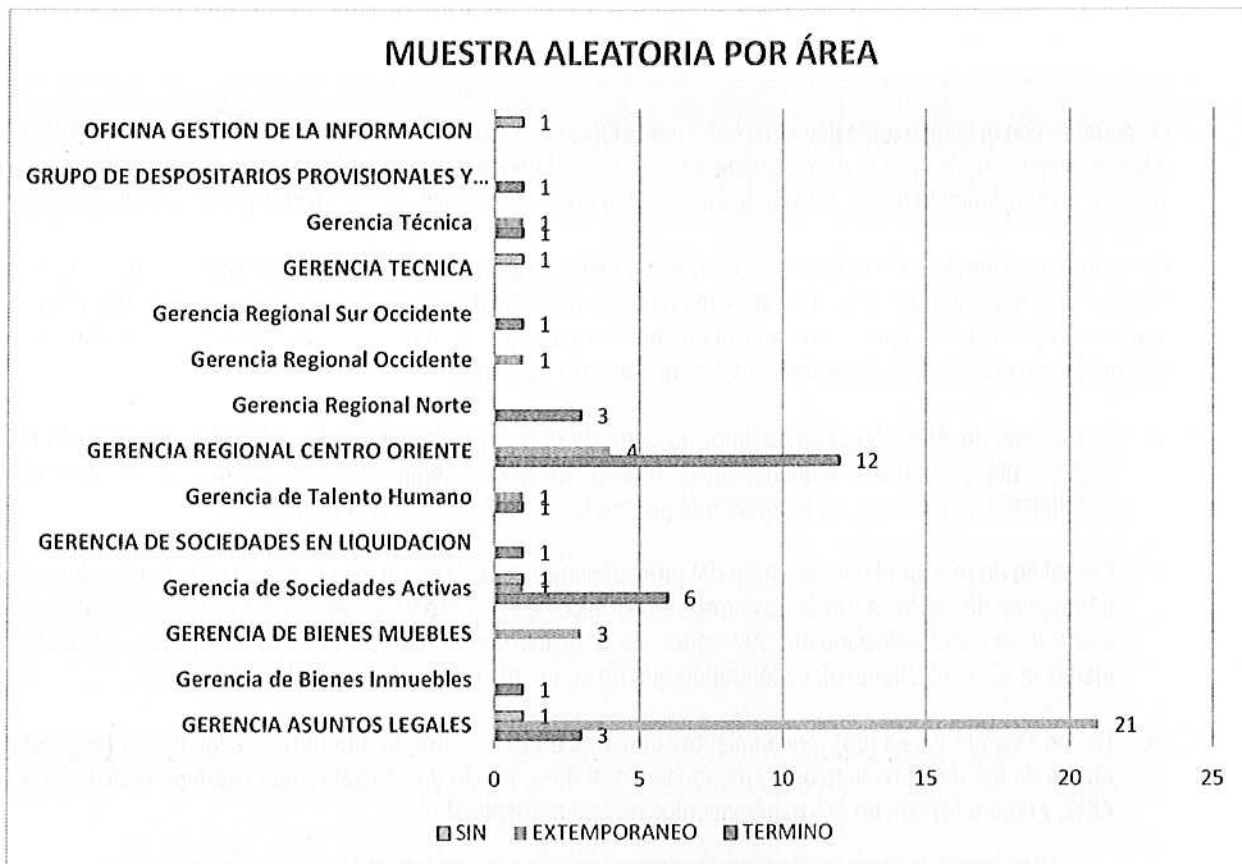 MUESTRA ALEATORIA POR ÁREA
OFICINA GESTION DE LA INFORMACION 1
GRUPO DE DESPOSITARIOS PROVISIONALES Y... 1
Gerencia Técnica 1
1
GERENCIA TECNICA 1
Gerencia Regional Sur Occidente 1
Gerencia Regional Occidente 1
Gerencia Regional Norte 3
GERENCIA REGIONAL CENTRO ORIENTE 4
12
Gerencia de Talento Humano 1
1
GERENCIA DE SOCIEDADES EN LIQUIDACION 1
Gerencia de Sociedades Activas 1
1
6
GERENCIA DE BIENES MUEBLES 3
Gerencia de Bienes Inmuebles 1
GERENCIA ASUNTOS LEGALES 1
21
3
0 5 10 15 20 25
SIN EXTEMPORANEO TERMINO